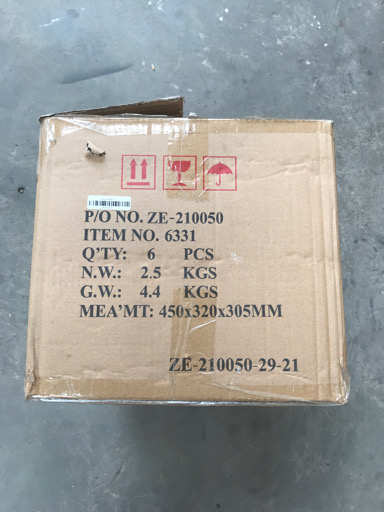 P/O NO. ZE-210050
ITEM NO. 6331
Q'TY: 6 PCS
N.W.: 2.5 KGS
G.W.: 4.4 KGS
MEA'MT: 450x320x305MM
ZE-210050-29-21